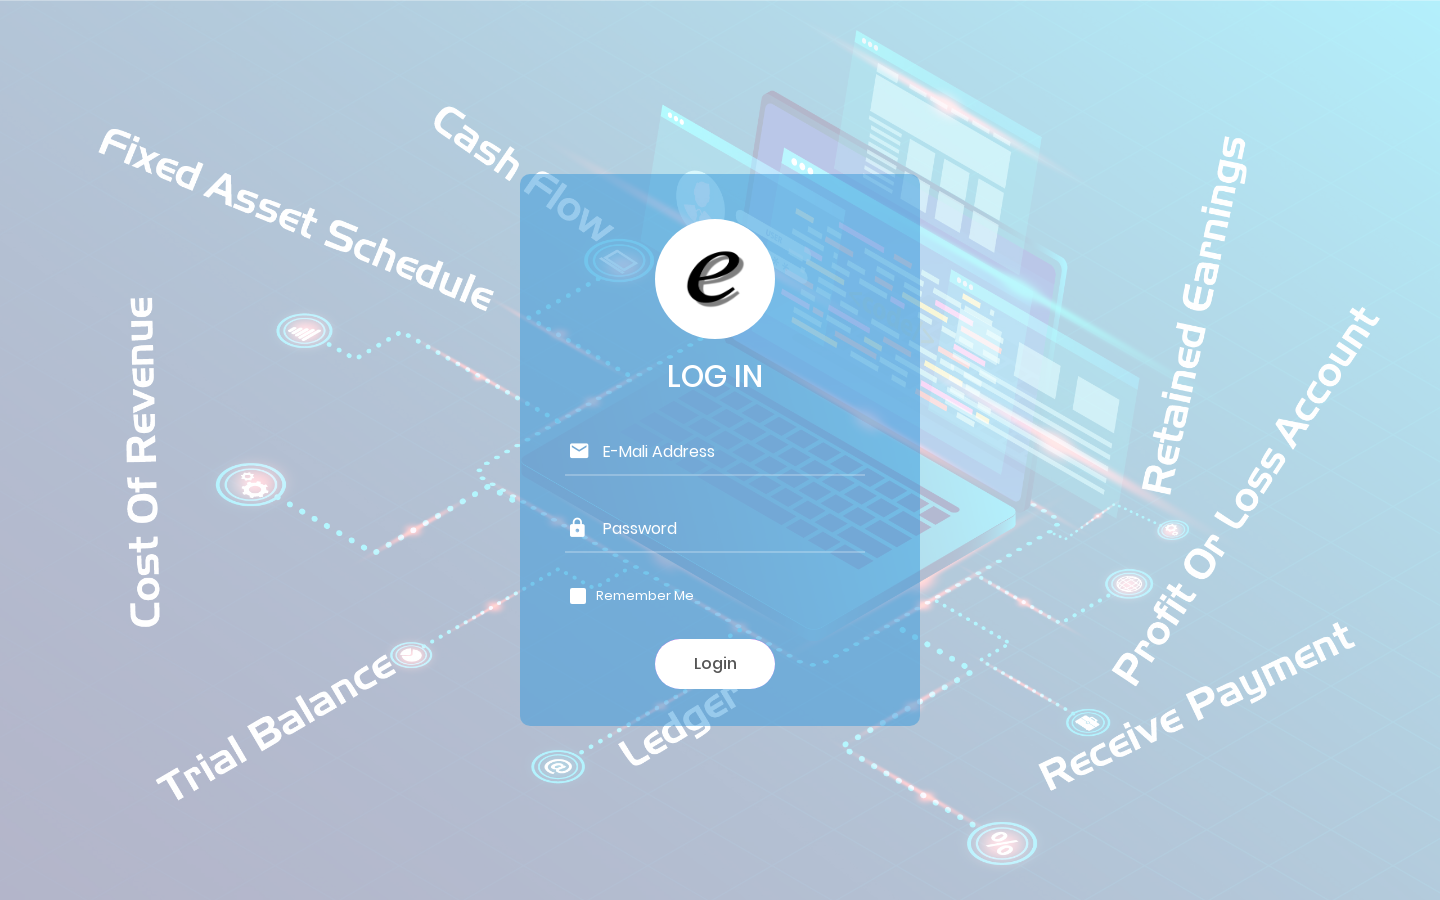 Cash Flow
Fixed Asset Schedule
Retained Earnings
Cost Of Revenue
Profit Or Loss Account
e
LOG IN
E-Mali Address
Password
Remember Me
Login
Trial Balance
Ledger
Receive Payment
@
%